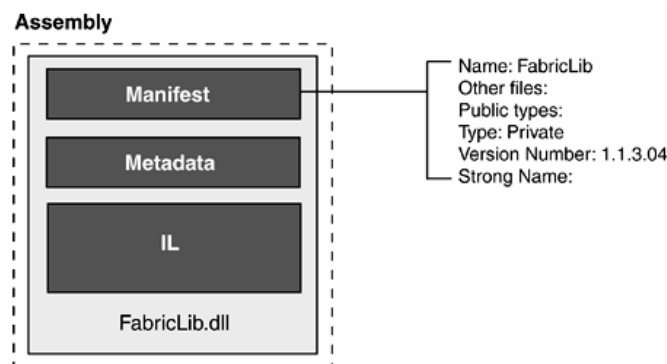 Assembly
Manifest
Metadata
IL
FabricLib.dll
Name: FabricLib
Other files:
Public types:
Type: Private
Version Number: 1.1.3.04
Strong Name: